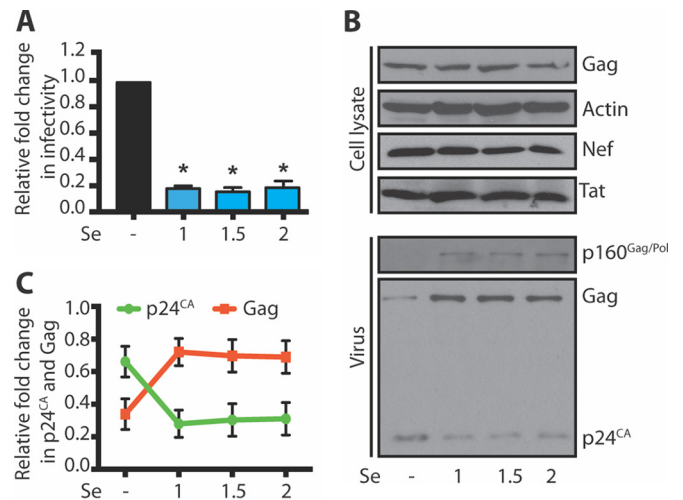 A
Relative fold change
in infectivity
1.2
1.0
0.8
0.6
0.4
0.2
0.0
* * *
Se - 1 1.5 2
B
Cell lysate
Gag
Actin
Nef
Tat
Virus
p160Gag/Pol
Gag
p24CA
Se - 1 1.5 2
C
Relative fold change
in p24CA and Gag
p24CA Gag
1.0
0.8
0.6
0.4
0.2
0.0
Se - 1 1.5 2